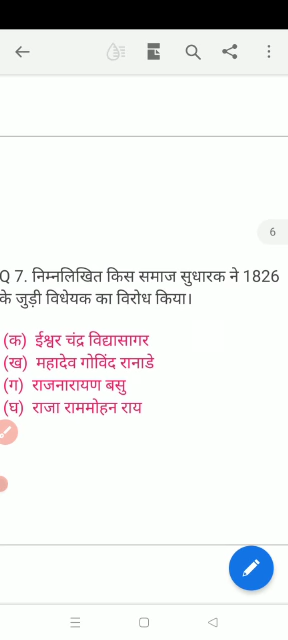 6
Q 7. निम्नलिखित किस समाज सुधारक ने 1826
के जुड़ी विधेयक का विरोध किया।
(क) ईश्वर चंद्र विद्यासागर
(ख) महादेव गोविंद रानाडे
(ग) राजनारायण बसु
(घ) राजा राममोहन राय